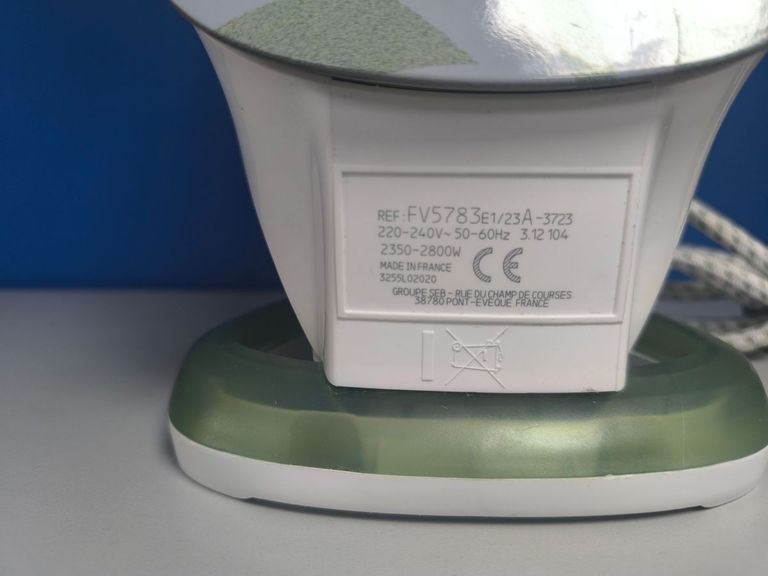 REF: FV5783E1/23A-3723
220-240V~ 50-60Hz 3.12 104
2350-2800W
MADE IN FRANCE
3255L02020
CE
GROUPE SEB - RUE DU CHAMP DE COURSES
38780 PONT-EVEQUE FRANCE